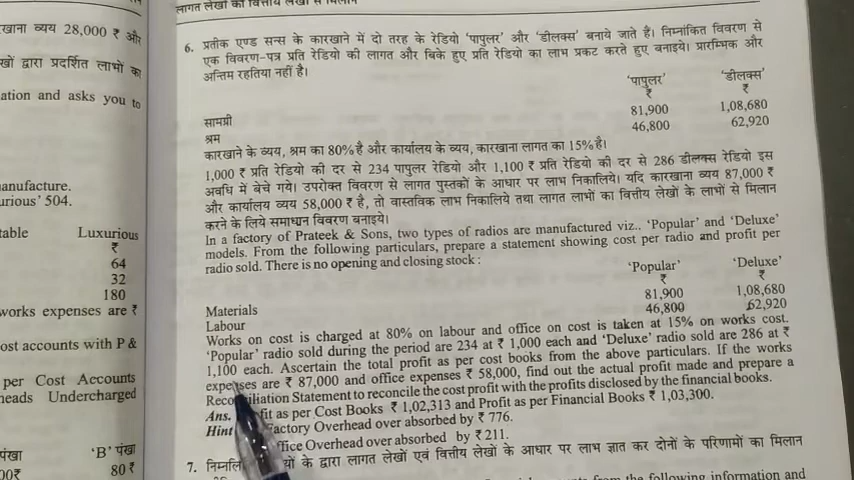 लागत लेखों का वित्तीय लेखों से मिलान
रखाना व्यय 28,000 ₹ और
खों द्वारा प्रदर्शित लाभों का
ation and asks you to
anufacture.
urious' 504.
table Luxurious
₹
64
32
180
works expenses are ₹
ost accounts with P &
per Cost Accounts
heads Undercharged
पंखा 'B' पंखा
00₹ 80 ₹
6. प्रतीक एण्ड सन्स के कारखाने में दो तरह के रेडियो 'पापुलर' और 'डीलक्स' बनाये जाते हैं। निम्नांकित विवरण से
एक विवरण-पत्र प्रति रेडियो की लागत और बिके हुए प्रति रेडियो का लाभ प्रकट करते हुए बनाइये। प्रारम्भिक और
अन्तिम रहतिया नहीं है।
'पापुलर' 'डीलक्स'
₹ ₹
सामग्री 81,900 1,08,680
श्रम 46,800 62,920
कारखाने के व्यय, श्रम का 80% है और कार्यालय के व्यय, कारखाना लागत का 15% है।
1,000 ₹ प्रति रेडियो की दर से 234 पापुलर रेडियो और 1,100 ₹ प्रति रेडियो की दर से 286 डीलक्स रेडियो इस
अवधि में बेचे गये। उपरोक्त विवरण से लागत पुस्तकों के आधार पर लाभ निकालिये। यदि कारखाना व्यय 87,000 ₹
और कार्यालय व्यय 58,000 ₹ है, तो वास्तविक लाभ निकालिये तथा लागत लाभों का वित्तीय लेखों के लाभों से मिलान
करने के लिये समाधान विवरण बनाइये।
In a factory of Prateek & Sons, two types of radios are manufactured viz.. 'Popular' and 'Deluxe'
models. From the following particulars, prepare a statement showing cost per radio and profit per
radio sold. There is no opening and closing stock :
'Popular' 'Deluxe'
₹ ₹
Materials 81,900 1,08,680
Labour 46,800 62,920
Works on cost is charged at 80% on labour and office on cost is taken at 15% on works cost.
'Popular' radio sold during the period are 234 at ₹ 1,000 each and 'Deluxe' radio sold are 286 at ₹
1,100 each. Ascertain the total profit as per cost books from the above particulars. If the works
expenses are ₹ 87,000 and office expenses ₹ 58,000, find out the actual profit made and prepare a
Reconciliation Statement to reconcile the cost profit with the profits disclosed by the financial books.
Ans. fit as per Cost Books ₹ 1,02,313 and Profit as per Financial Books ₹ 1,03,300.
Hint Factory Overhead over absorbed by ₹ 776.
fice Overhead over absorbed by ₹ 211.
7. के द्वारा लागत लेखों एवं वित्तीय लेखों के आधार पर लाभ ज्ञात कर दोनों के परिणामों का मिलान
from the following information and